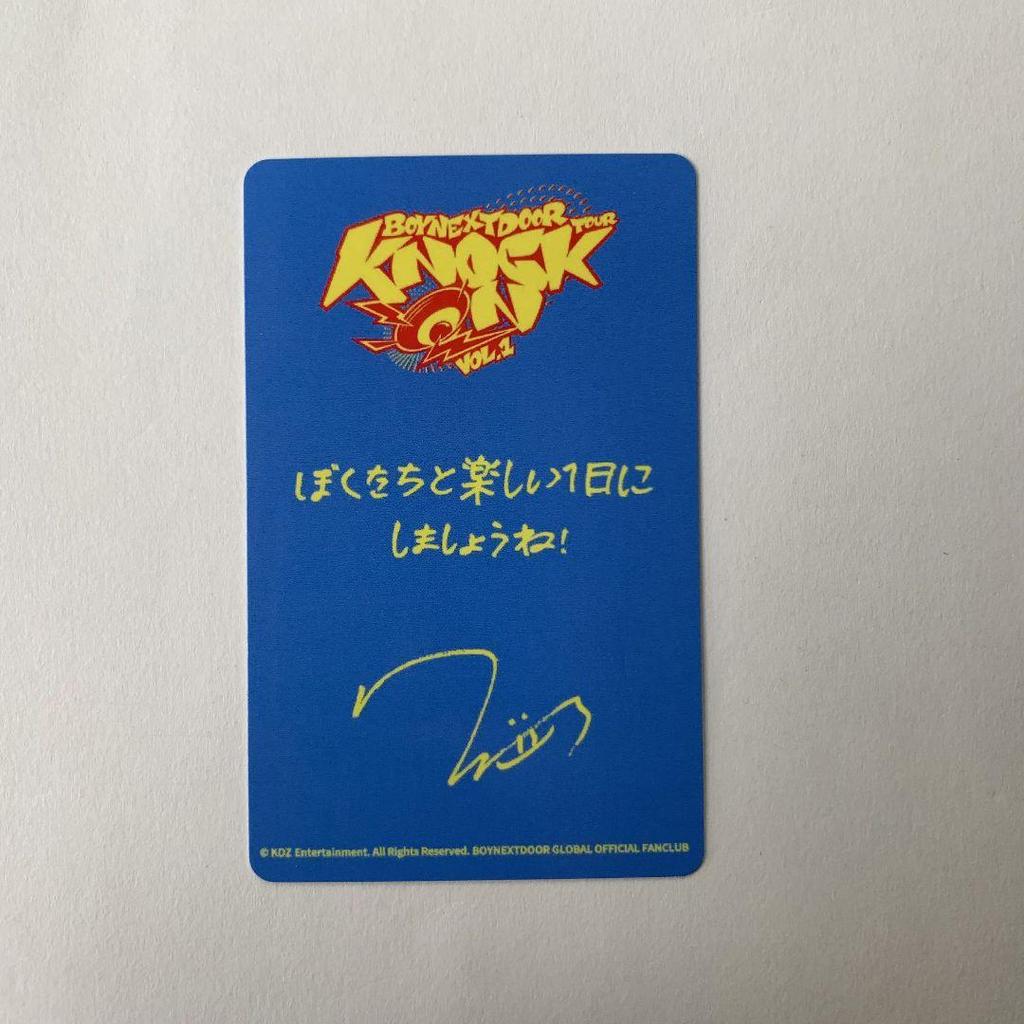 BOYNEXTDOOR
TOUR
KNOCK
ON
VOL.1
ぼくたちと楽しい1日に
しましょうね!
© KOZ Entertainment. All Rights Reserved. BOYNEXTDOOR GLOBAL OFFICIAL FANCLUB